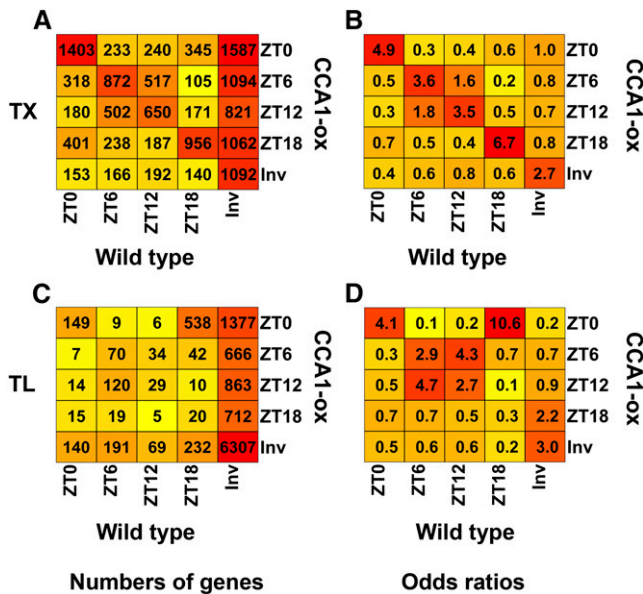 A B
1403 233 240 345 1587 ZT0 4.9 0.3 0.4 0.6 1.0 ZT0
318 872 517 105 1094 ZT6 0.5 3.6 1.6 0.2 0.8 ZT6
TX 180 502 650 171 821 ZT12 0.3 1.8 3.5 0.5 0.7 ZT12
401 238 187 956 1062 ZT18 0.7 0.5 0.4 6.7 0.8 ZT18
153 166 192 140 1092 Inv 0.4 0.6 0.8 0.6 2.7 Inv
CCA1-ox CCA1-ox
ZT0 ZT6 ZT12 ZT18 Inv ZT0 ZT6 ZT12 ZT18 Inv
Wild type Wild type
C D
149 9 6 538 1377 ZT0 4.1 0.1 0.2 10.6 0.2 ZT0
7 70 34 42 666 ZT6 0.3 2.9 4.3 0.7 0.7 ZT6
TL 14 120 29 10 863 ZT12 0.5 4.7 2.7 0.1 0.9 ZT12
15 19 5 20 712 ZT18 0.7 0.7 0.5 0.3 2.2 ZT18
140 191 69 232 6307 Inv 0.5 0.6 0.6 0.2 3.0 Inv
CCA1-ox CCA1-ox
ZT0 ZT6 ZT12 ZT18 Inv ZT0 ZT6 ZT12 ZT18 Inv
Wild type Wild type
Numbers of genes Odds ratios